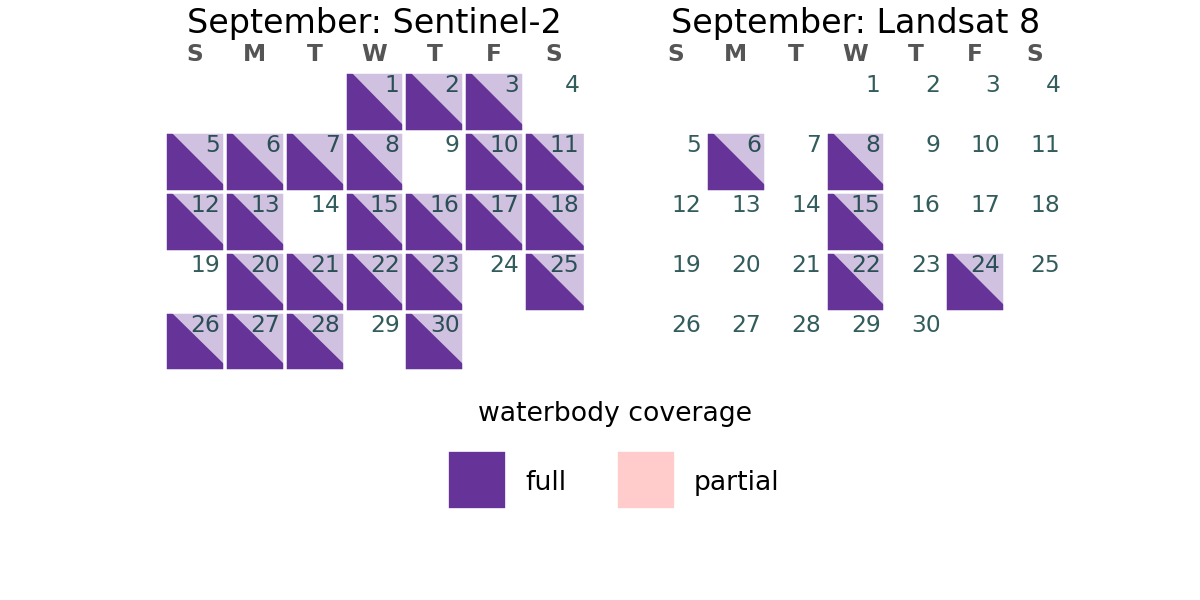 September: Sentinel-2
S M T W T F S
1 2 3 4
5 6 7 8 9 10 11
12 13 14 15 16 17 18
19 20 21 22 23 24 25
26 27 28 29 30
September: Landsat 8
S M T W T F S
1 2 3 4
5 6 7 8 9 10 11
12 13 14 15 16 17 18
19 20 21 22 23 24 25
26 27 28 29 30
waterbody coverage
full partial